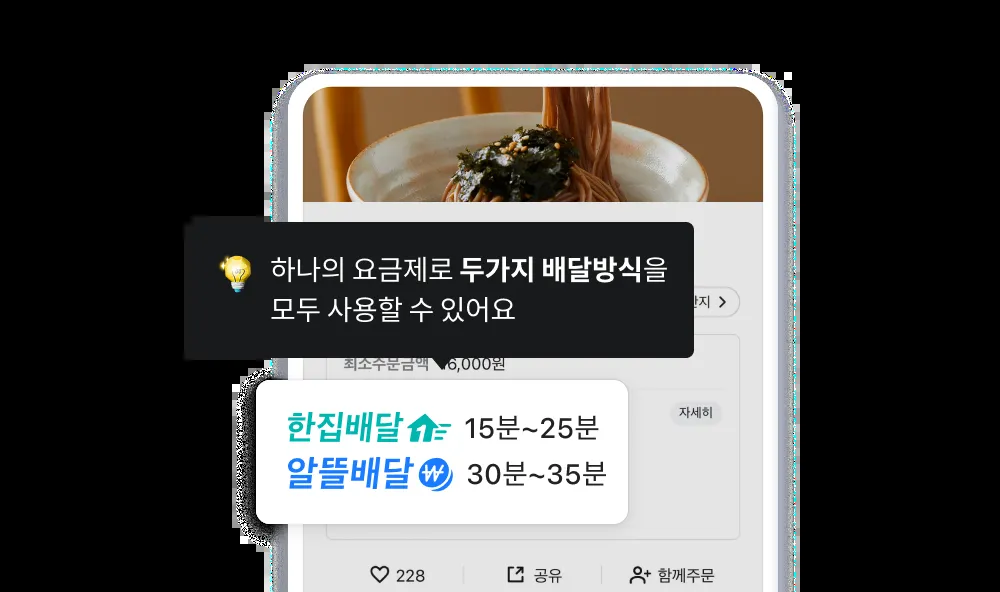 하나의 요금제로 두가지 배달방식을
모두 사용할 수 있어요
지
최소주문금액 6,000원
자세히
한집배달 1 15분~25분
알뜰배달 ₩ 30분~35분
228 공유 함께주문